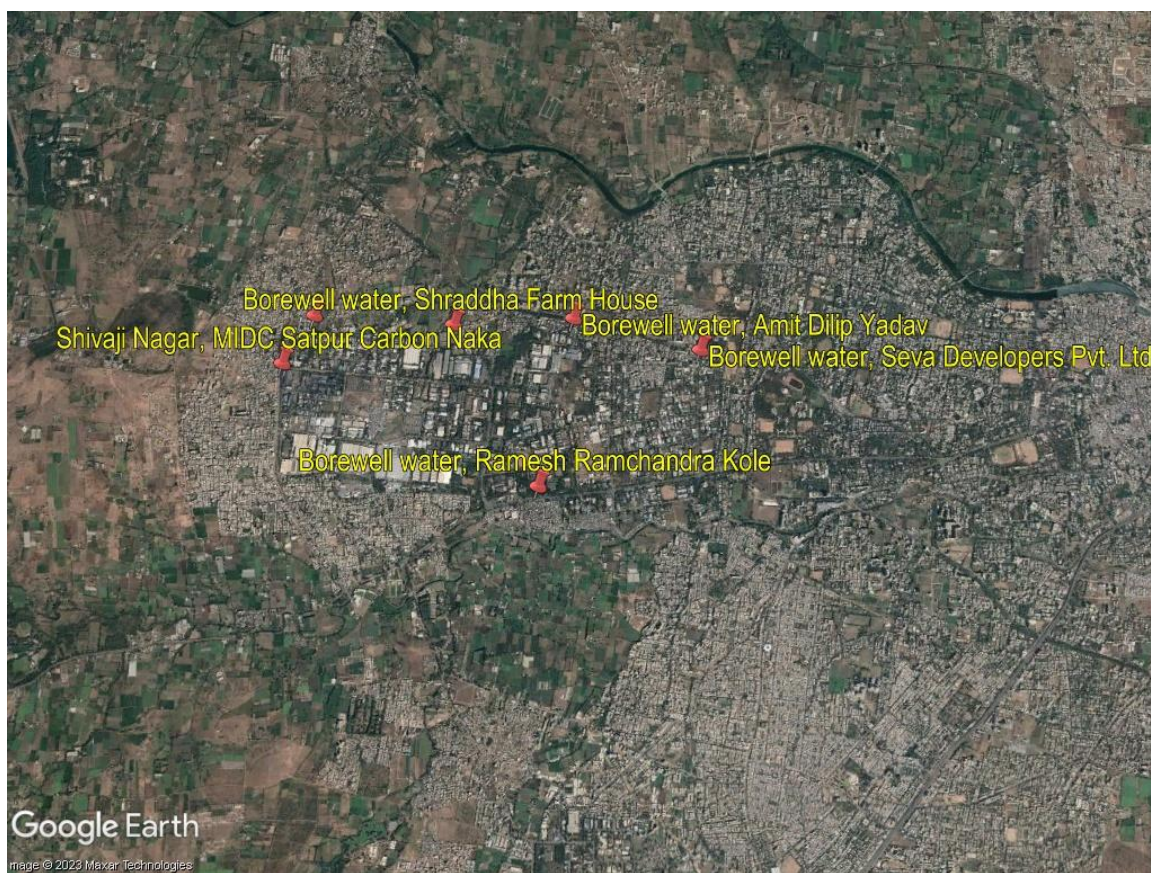 Borewell water, Shraddha Farm House
Borewell water, Amit Dilip Yadav
Shivaji Nagar, MIDC Satpur Carbon Naka
Borewell water, Seva Developers Pvt. Ltd
Borewell water, Ramesh Ramchandra Kole
Google Earth
mage © 2023 Maxar Technologies